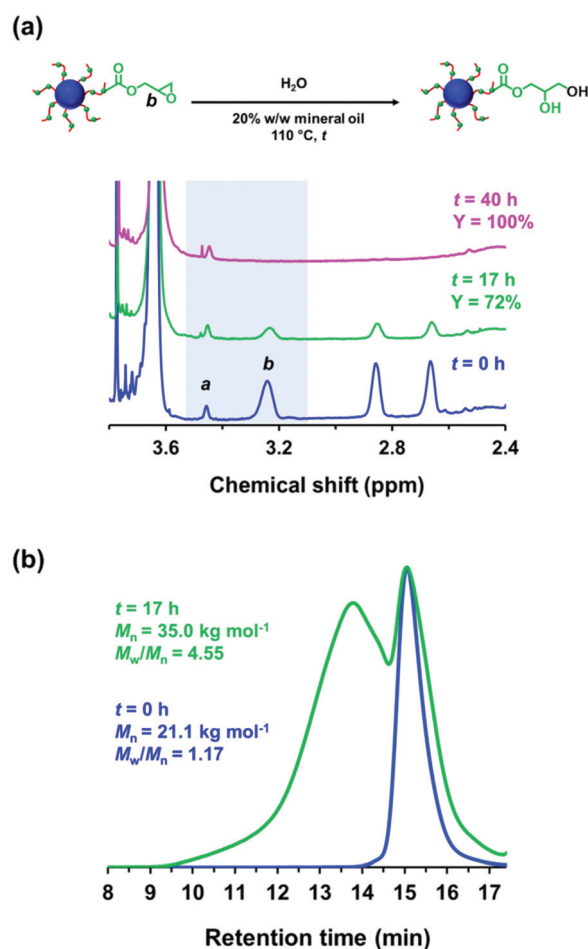 (a)
O
O
b
O
H₂O
20% w/w mineral oil
110 °C, t
O
O
OH
OH
t = 40 h
Y = 100%
t = 17 h
Y = 72%
t = 0 h
a
b
3.6 3.2 2.8 2.4
Chemical shift (ppm)
(b)
t = 17 h
Mn = 35.0 kg mol⁻¹
Mw/Mn = 4.55
t = 0 h
Mn = 21.1 kg mol⁻¹
Mw/Mn = 1.17
8 9 10 11 12 13 14 15 16 17
Retention time (min)